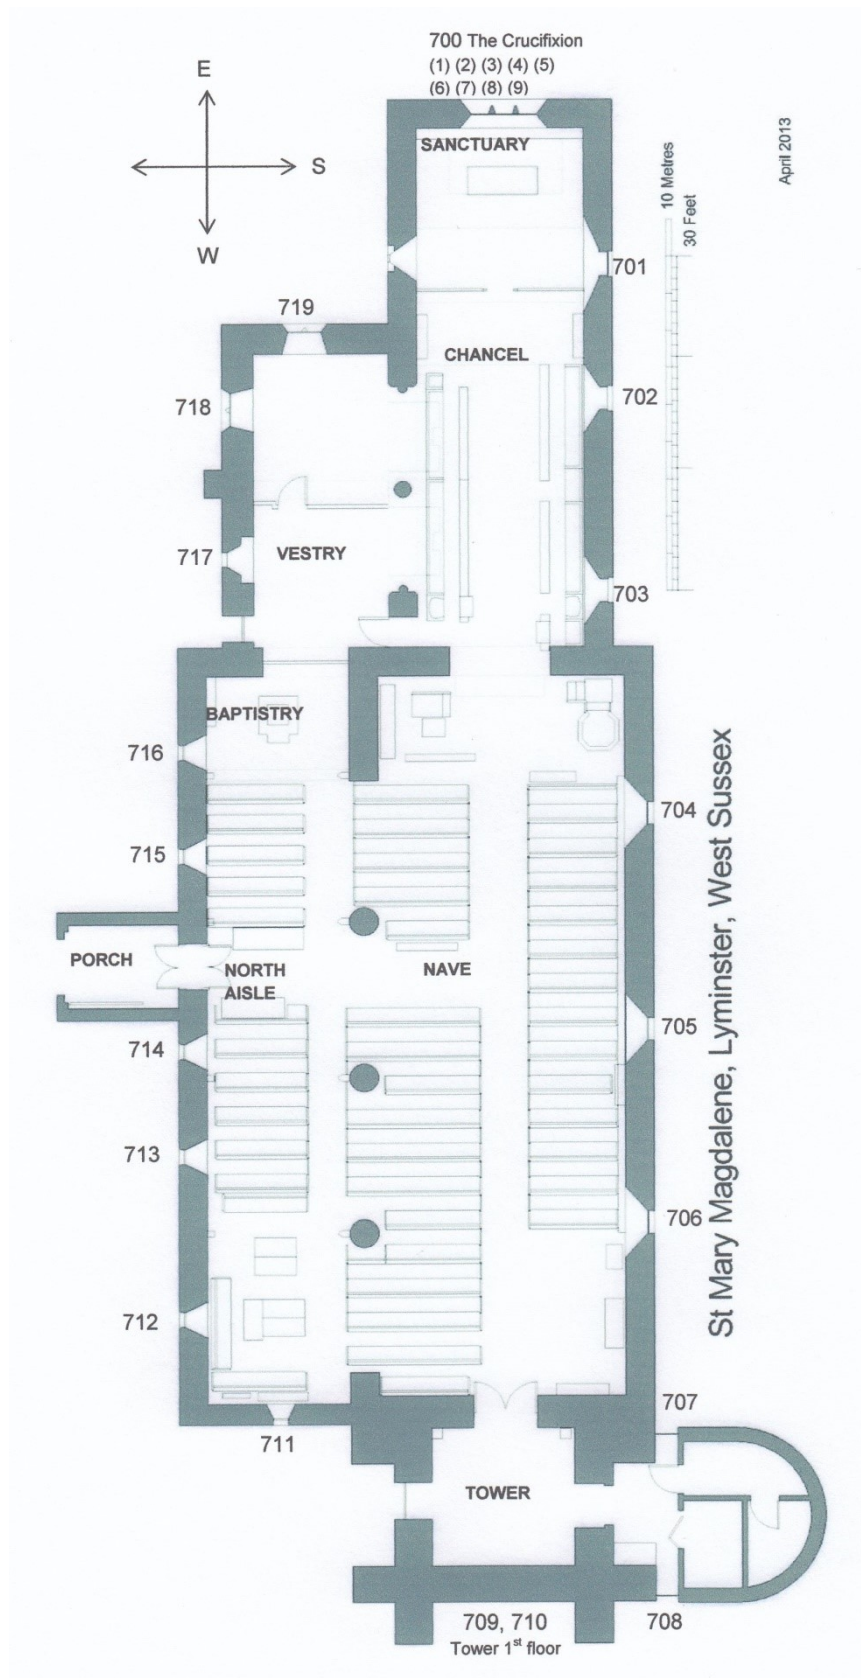 700 The Crucifixion
(1) (2) (3) (4) (5)
(6) (7) (8) (9)
E
S
W
SANCTUARY
April 2013
10 Metres
30 Feet
701
719
CHANCEL
718
702
717
VESTRY
703
BAPTISTRY
716
704
715
St Mary Magdalene, Lyminster, West Sussex
PORCH
NORTH
AISLE
NAVE
705
714
713
706
712
707
711
TOWER
709, 710
Tower 1st floor
708